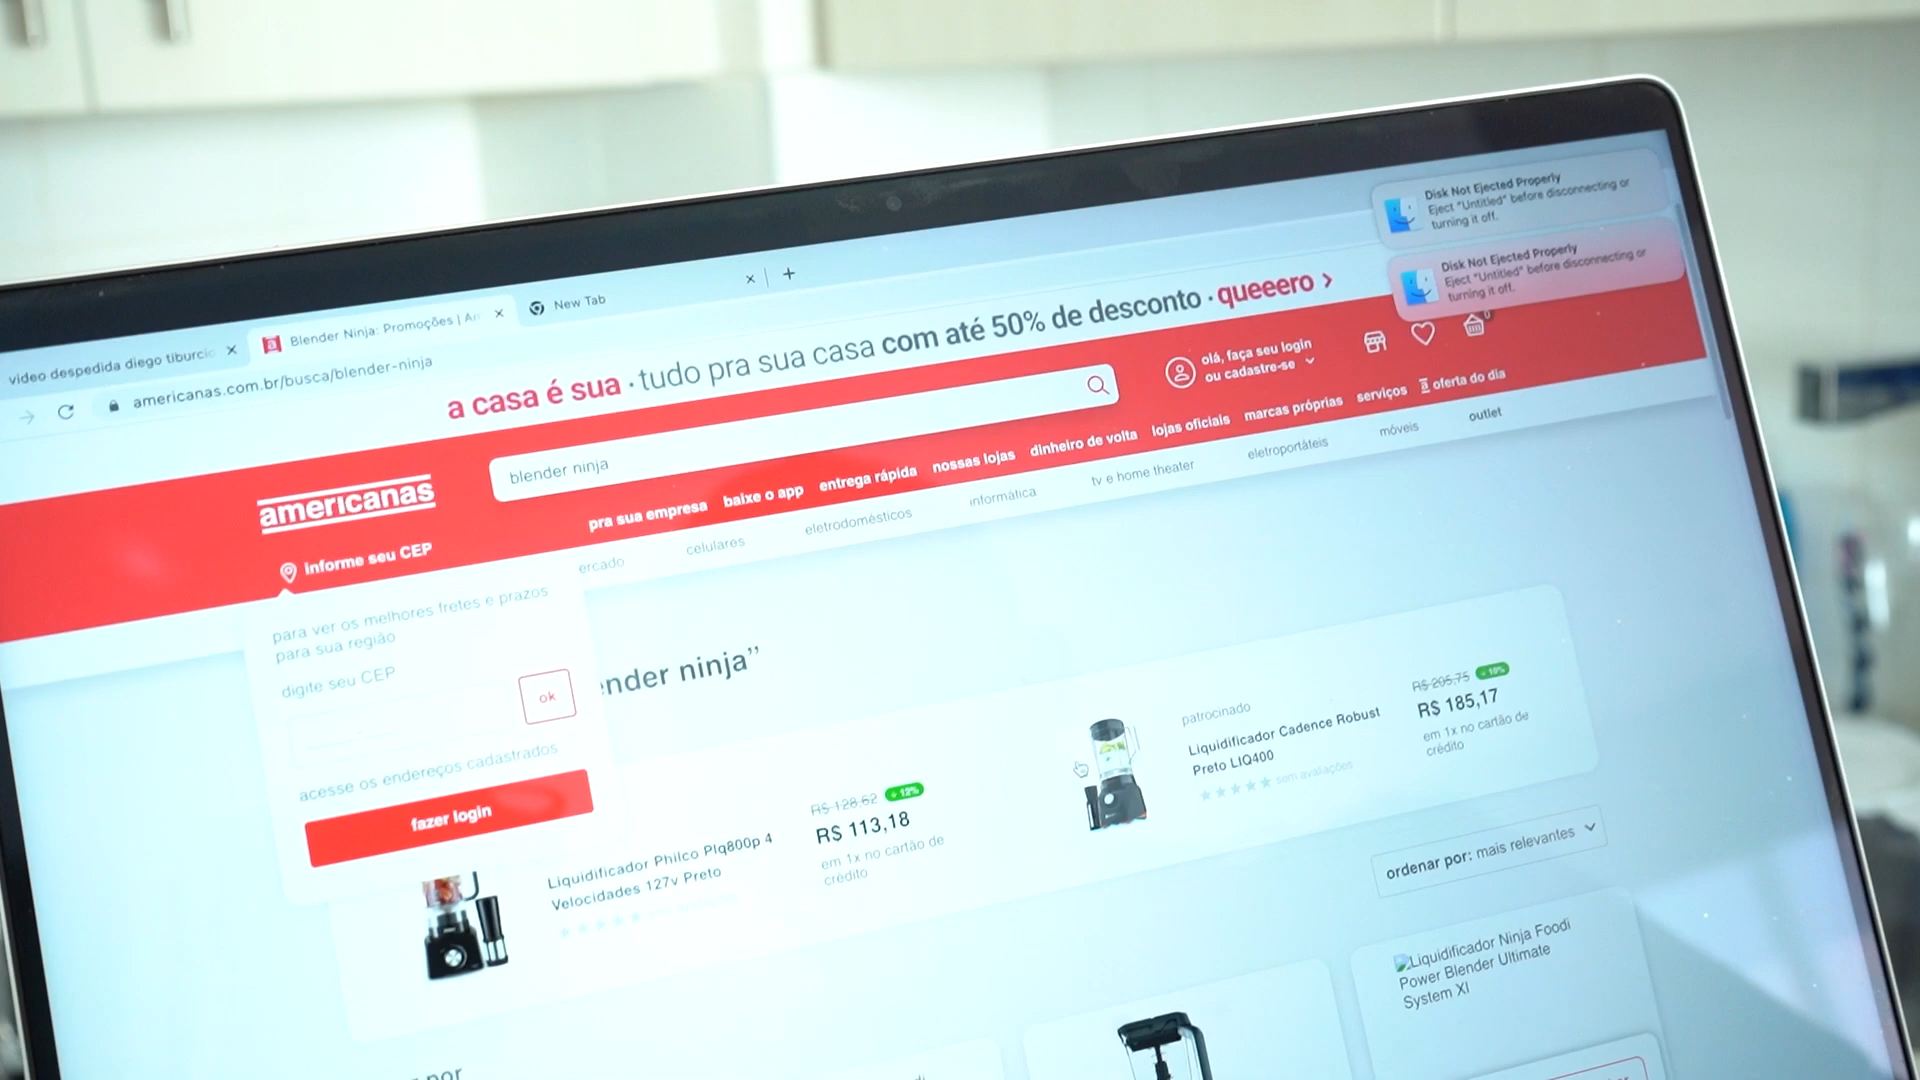 Disk Not Ejected Properly
Eject "Untitled" before disconnecting or
turning it off.
Disk Not Ejected Properly
Eject "Untitled" before disconnecting or
turning it off.
video despedida diego tiburcio
Blender Ninja: Promoções | Am
New Tab
americanas.com.br/busca/blender-ninja
a casa é sua · tudo pra sua casa com até 50% de desconto · queeero >
americanas
blender ninja
olá, faça seu login
ou cadastre-se
0
informe seu CEP
pra sua empresa baixe o app entrega rápida nossas lojas dinheiro de volta lojas oficiais marcas próprias serviços oferta do dia
ercado celulares eletrodomésticos informática tv e home theater eletroportáteis móveis outlet
para ver os melhores fretes e prazos
para sua região
digite seu CEP
ok
acesse os endereços cadastrados
fazer login
ender ninja”
Liquidificador Philco Plq800p 4
Velocidades 127v Preto
R$ 128,62 12%
R$ 113,18
em 1x no cartão de
crédito
patrocinado
Liquidificador Cadence Robust
Preto LIQ400
sem avaliações
R$ 205,75 10%
R$ 185,17
em 1x no cartão de
crédito
ordenar por: mais relevantes
Liquidificador Ninja Foodi
Power Blender Ultimate
System Xl
por